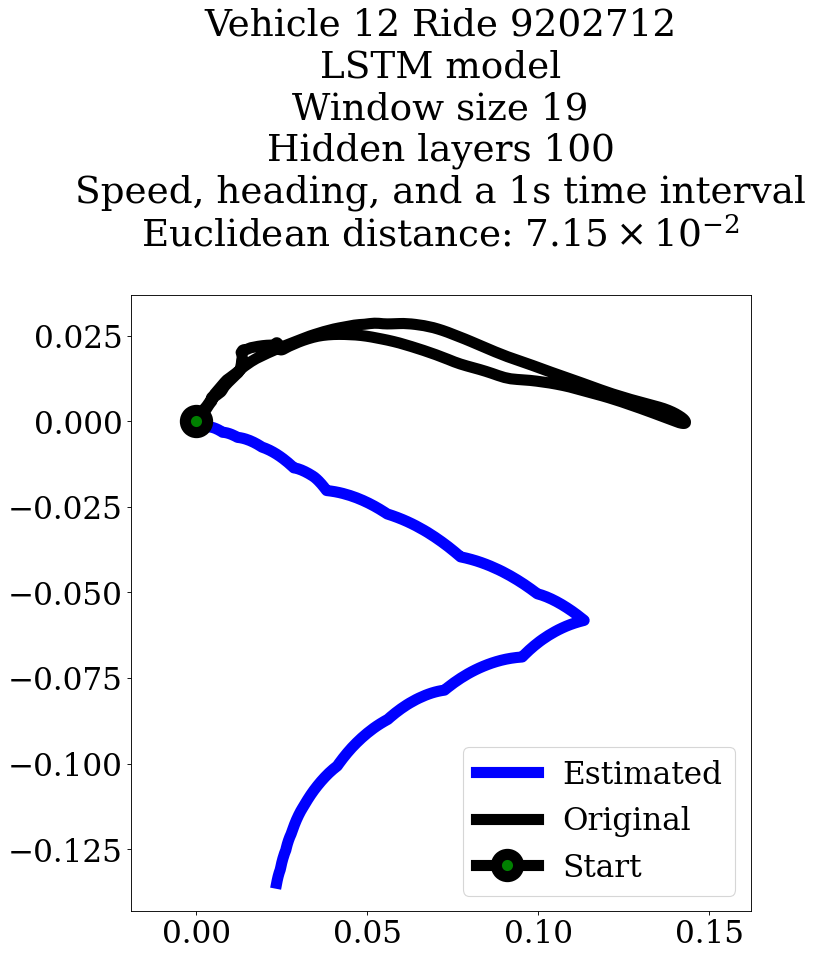 Vehicle 12 Ride 9202712
LSTM model
Window size 19
Hidden layers 100
Speed, heading, and a 1s time interval
Euclidean distance: 7.15 × 10⁻²
0.025
0.000
−0.025
−0.050
−0.075
−0.100
−0.125
Estimated
Original
Start
0.00 0.05 0.10 0.15